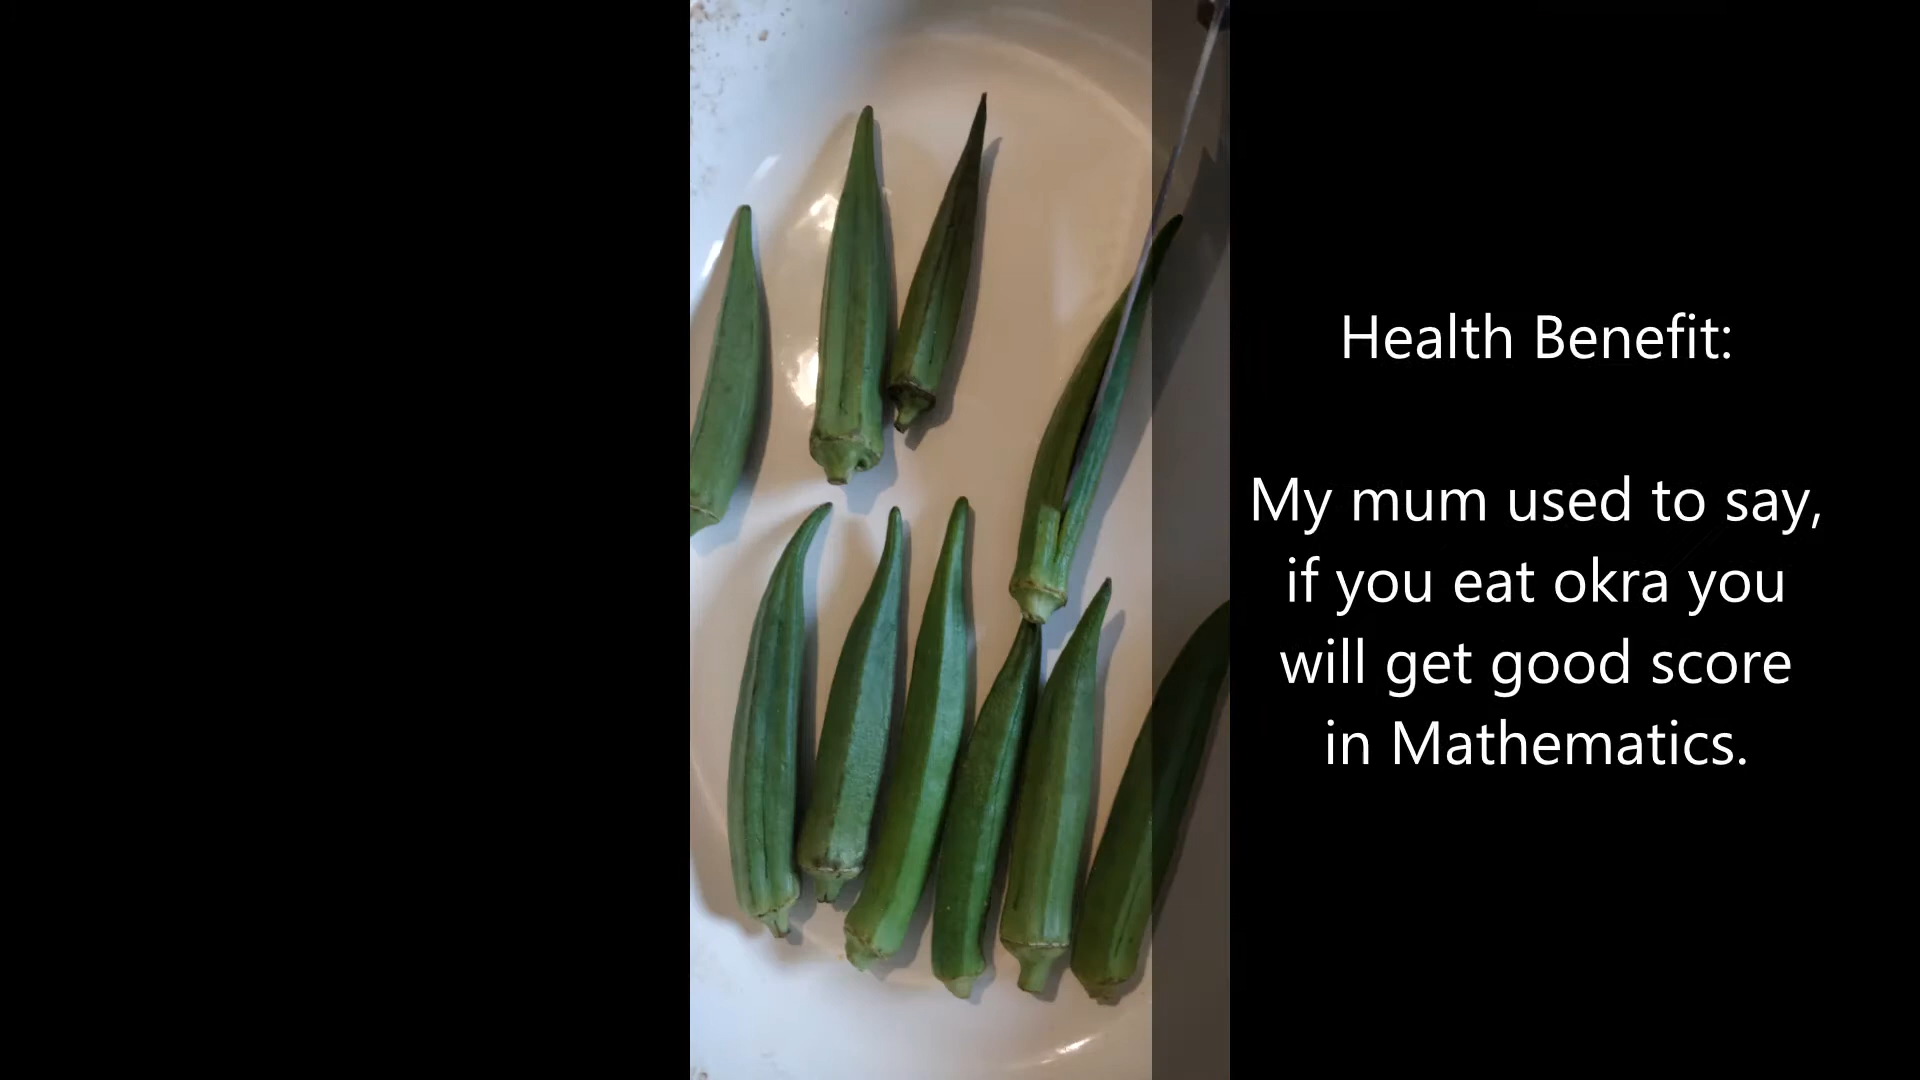 Health Benefit:
My mum used to say,
if you eat okra you
will get good score
in Mathematics.